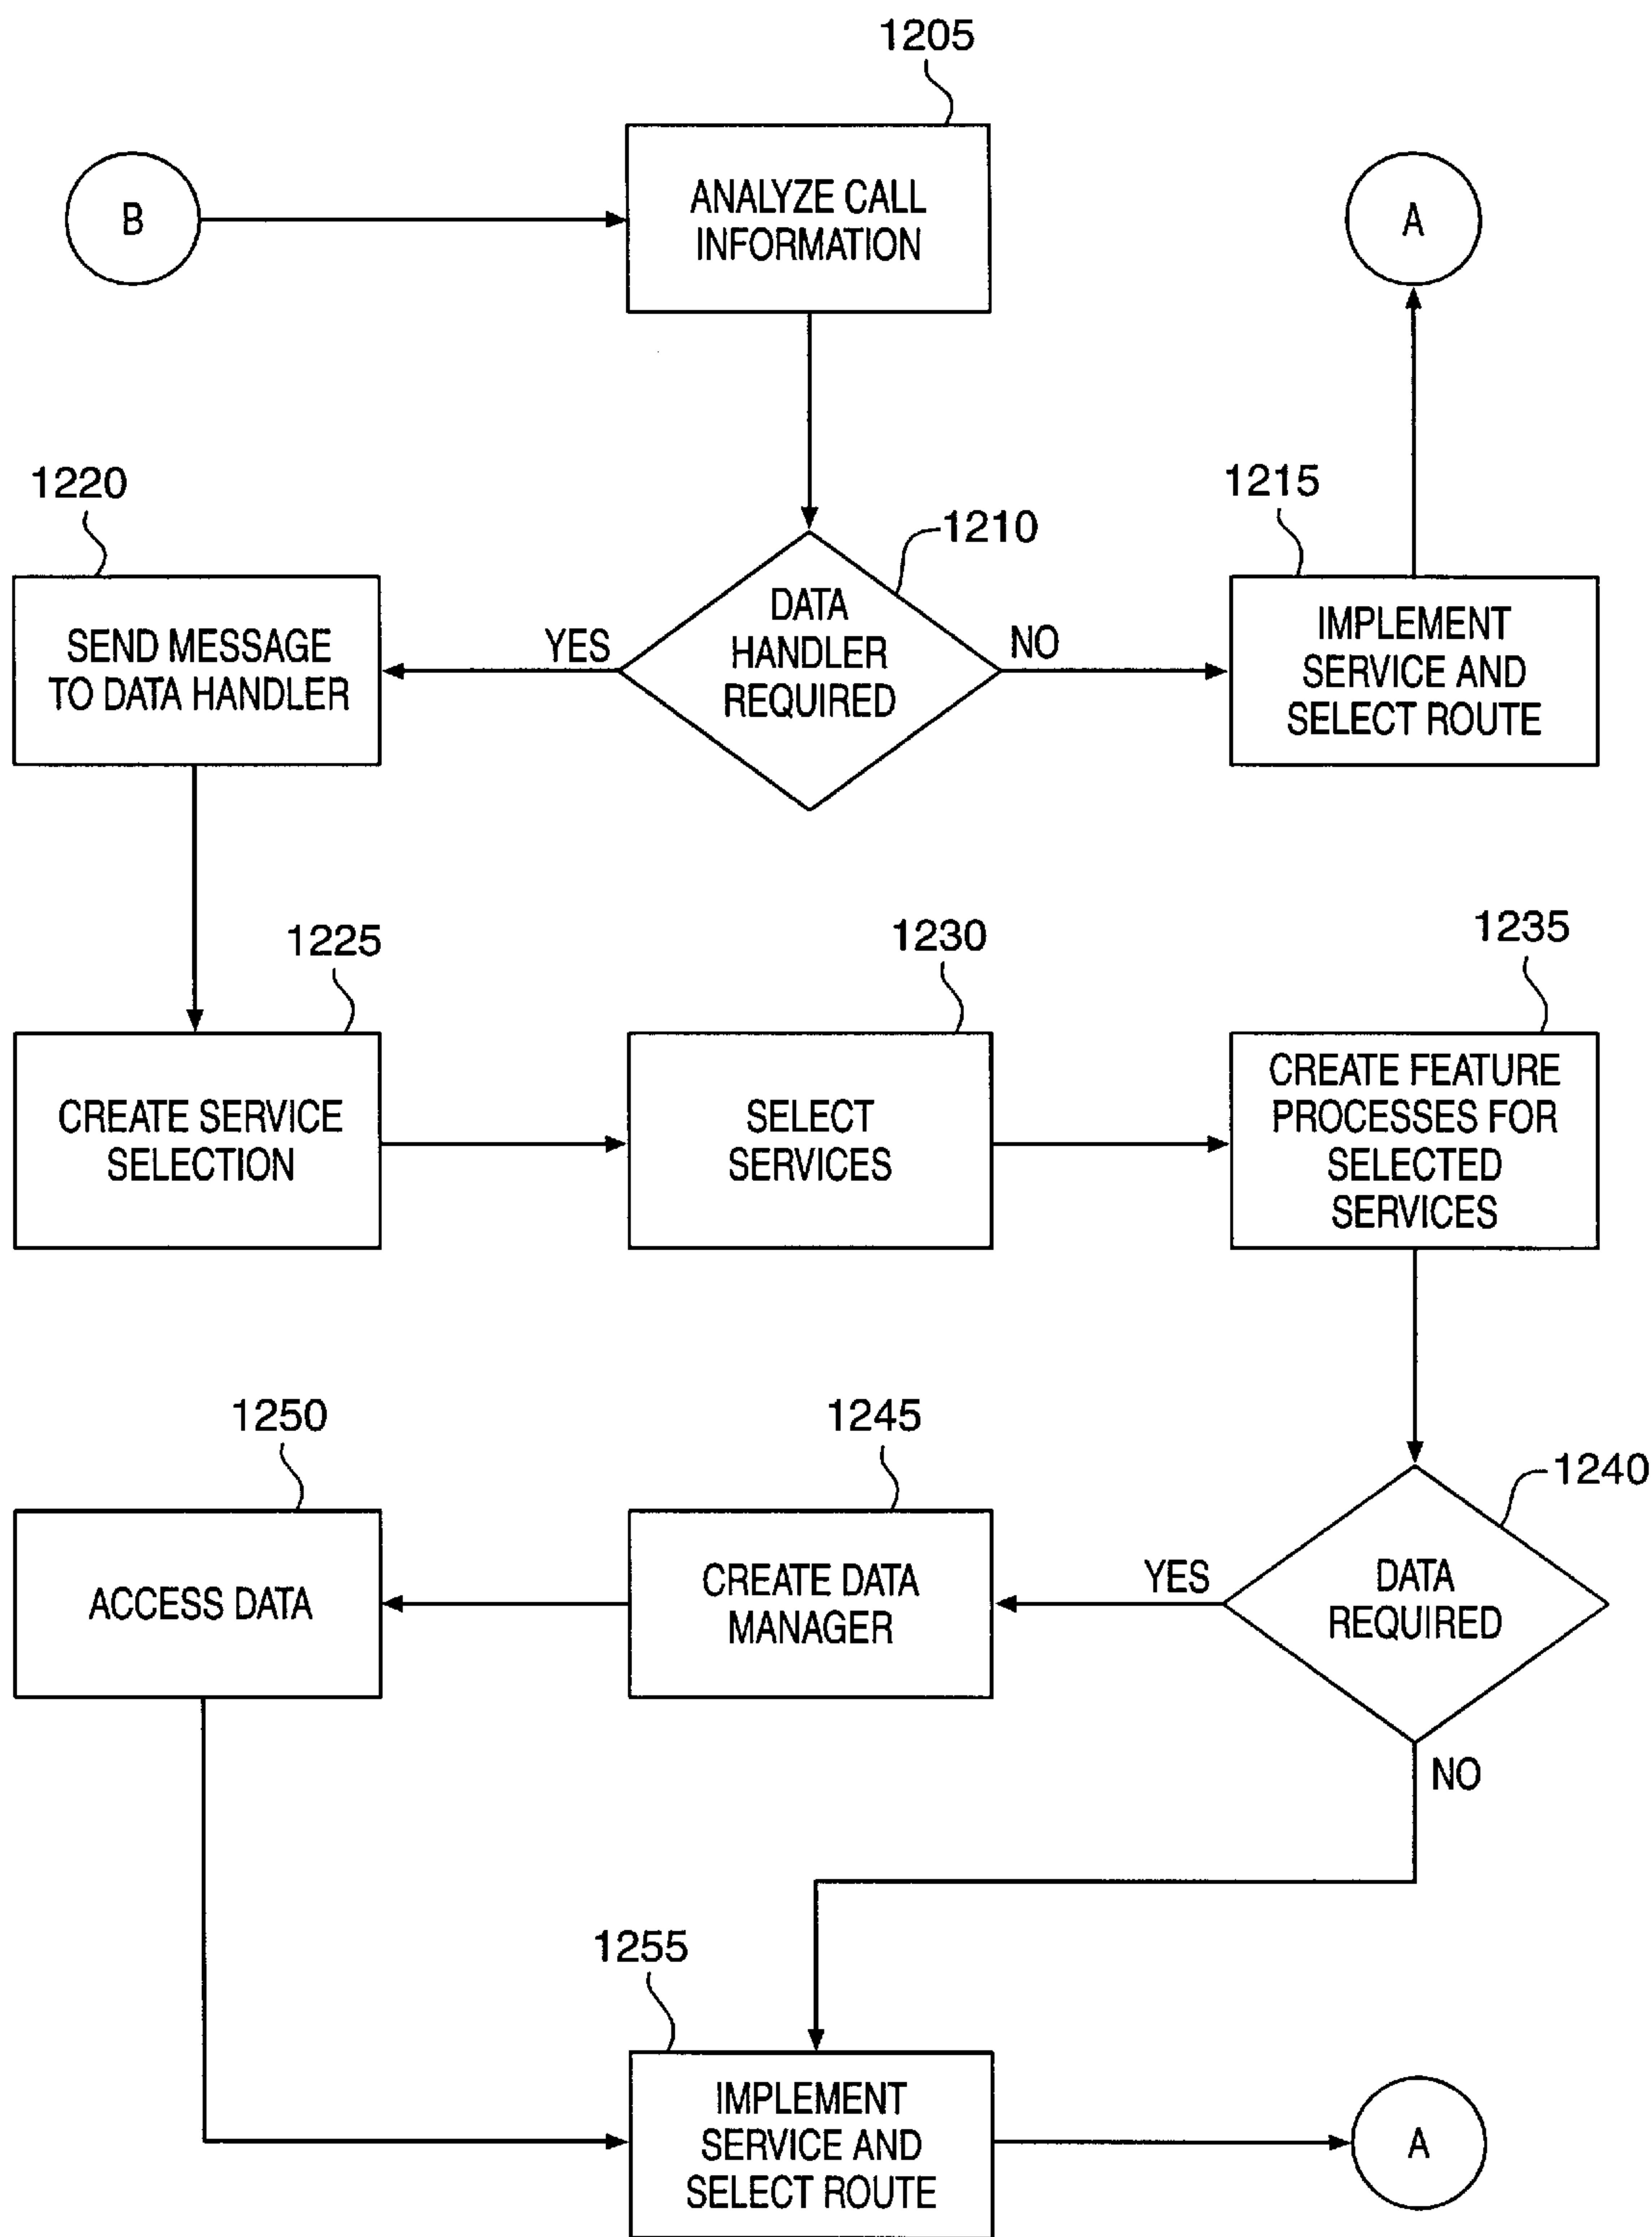 1205
B
ANALYZE CALL
INFORMATION
A
1220
1215
1210
SEND MESSAGE
TO DATA HANDLER
YES
DATA
HANDLER
REQUIRED
NO
IMPLEMENT
SERVICE AND
SELECT ROUTE
1225
1230
1235
CREATE SERVICE
SELECTION
SELECT
SERVICES
CREATE FEATURE
PROCESSES FOR
SELECTED
SERVICES
1250
1245
1240
ACCESS DATA
CREATE DATA
MANAGER
YES
DATA
REQUIRED
NO
1255
IMPLEMENT
SERVICE AND
SELECT ROUTE
A